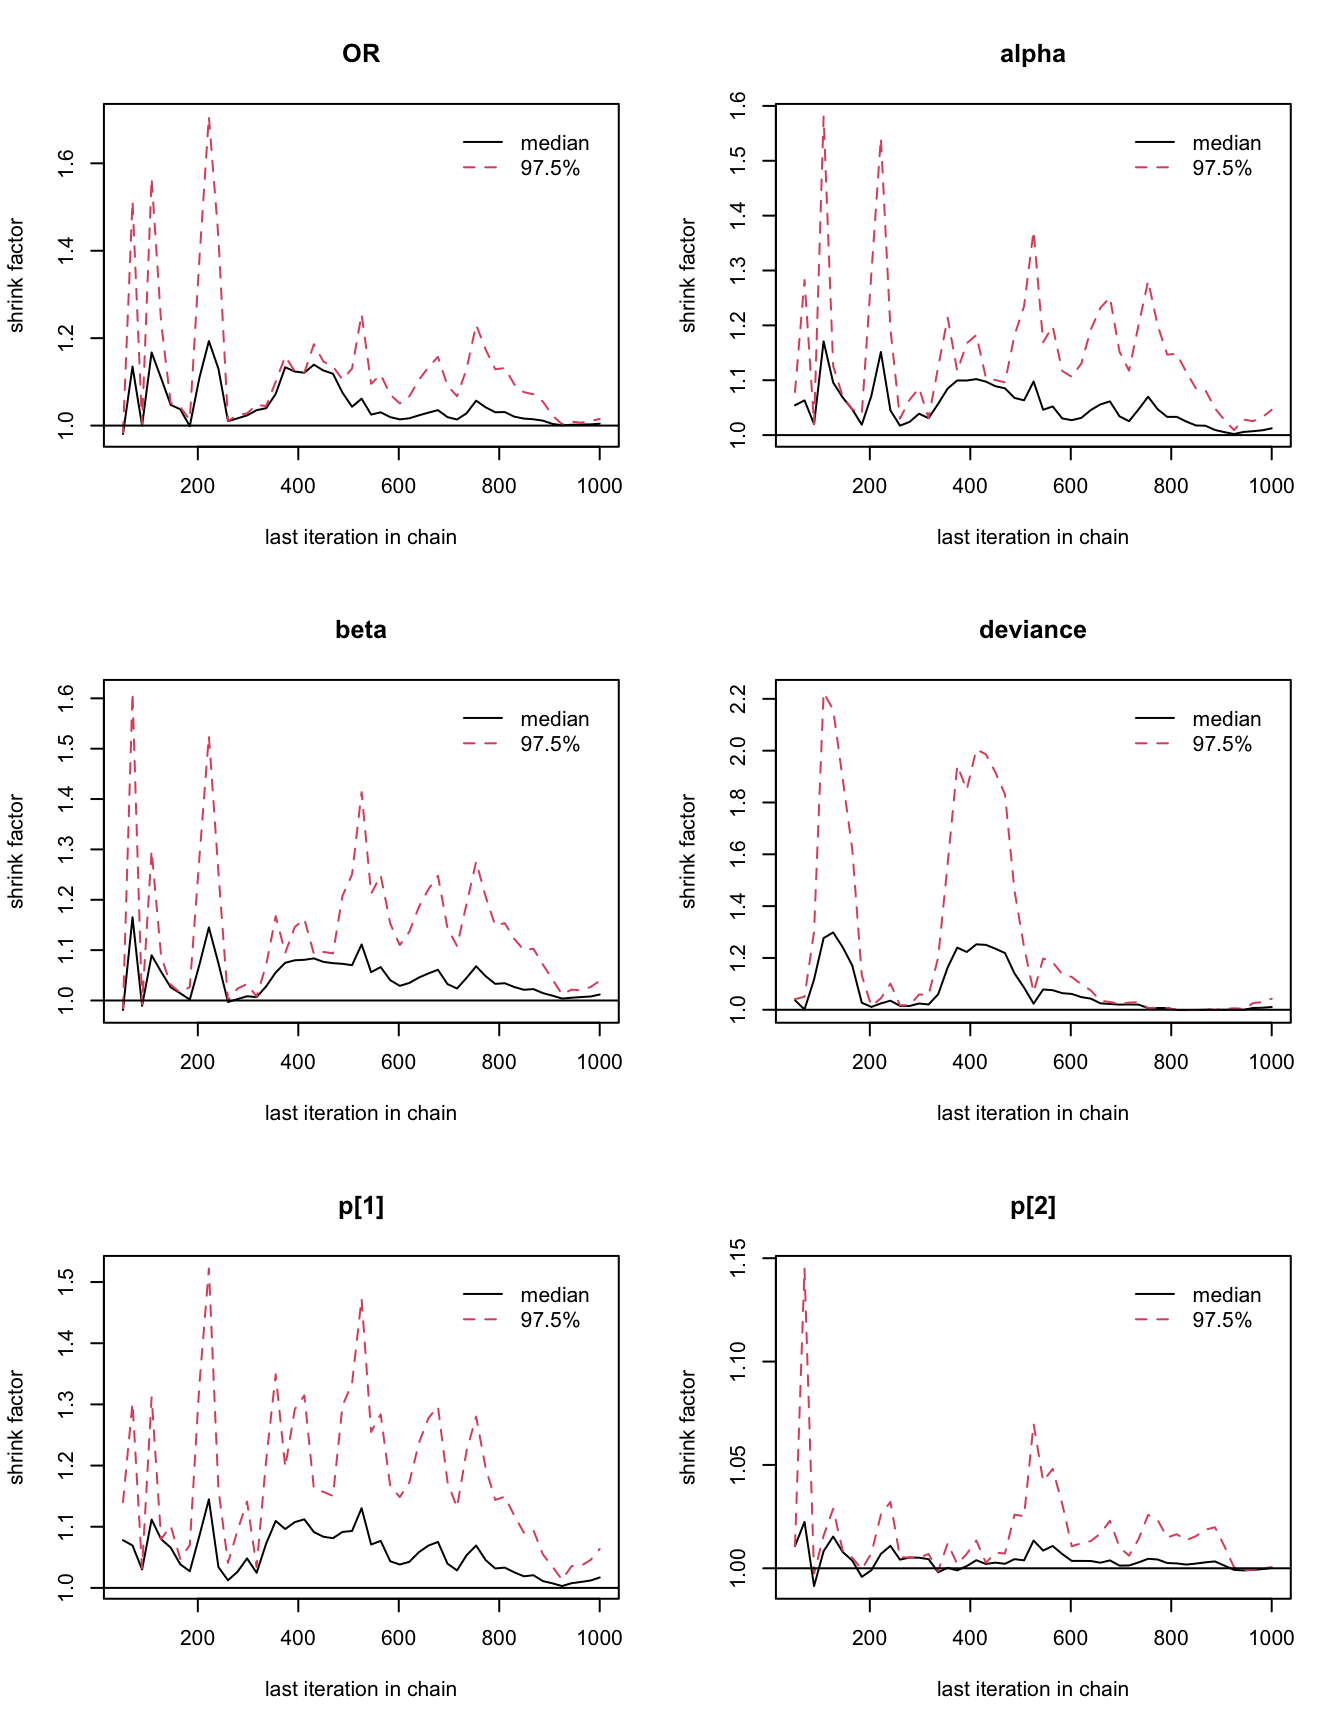 OR
shrink factor
1.0 1.2 1.4 1.6
median
97.5%
200 400 600 800 1000
last iteration in chain
alpha
shrink factor
1.0 1.1 1.2 1.3 1.4 1.5 1.6
median
97.5%
200 400 600 800 1000
last iteration in chain
beta
shrink factor
1.0 1.1 1.2 1.3 1.4 1.5 1.6
median
97.5%
200 400 600 800 1000
last iteration in chain
deviance
shrink factor
1.0 1.2 1.4 1.6 1.8 2.0 2.2
median
97.5%
200 400 600 800 1000
last iteration in chain
p[1]
shrink factor
1.0 1.1 1.2 1.3 1.4 1.5
median
97.5%
200 400 600 800 1000
last iteration in chain
p[2]
shrink factor
1.00 1.05 1.10 1.15
median
97.5%
200 400 600 800 1000
last iteration in chain